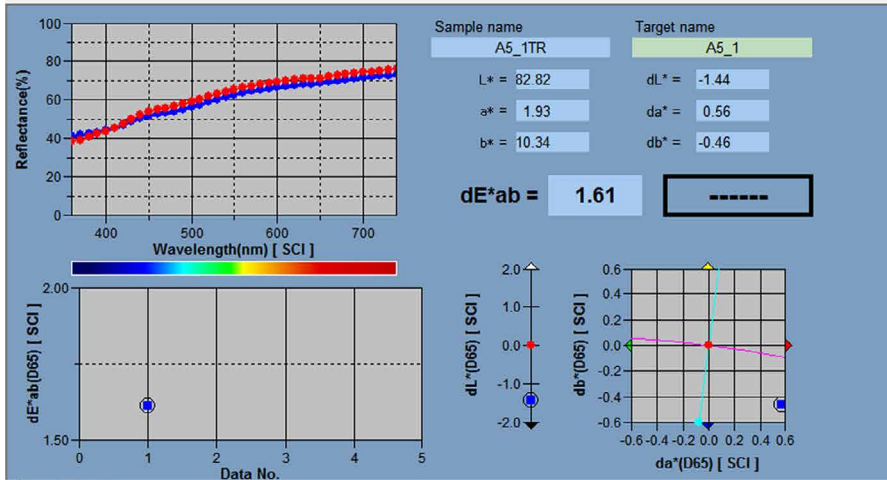 Sample name
Target name
A5_1TR
A5_1
L* = 82.82
dL* = -1.44
a* = 1.93
da* = 0.56
b* = 10.34
db* = -0.46
dE*ab = 1.61
------
Reflectance(%)
100
80
60
40
20
0
400 500 600 700
Wavelength(nm) [ SCI ]
dE*ab(D65) [ SCI ]
2.00
1.50
0 1 2 3 4 5
Data No.
dL*(D65) [ SCI ]
2.0
1.0
0.0
-1.0
-2.0
db*(D65) [ SCI ]
0.6
0.4
0.2
0.0
-0.2
-0.4
-0.6
-0.6 -0.4 -0.2 0.0 0.2 0.4 0.6
da*(D65) [ SCI ]